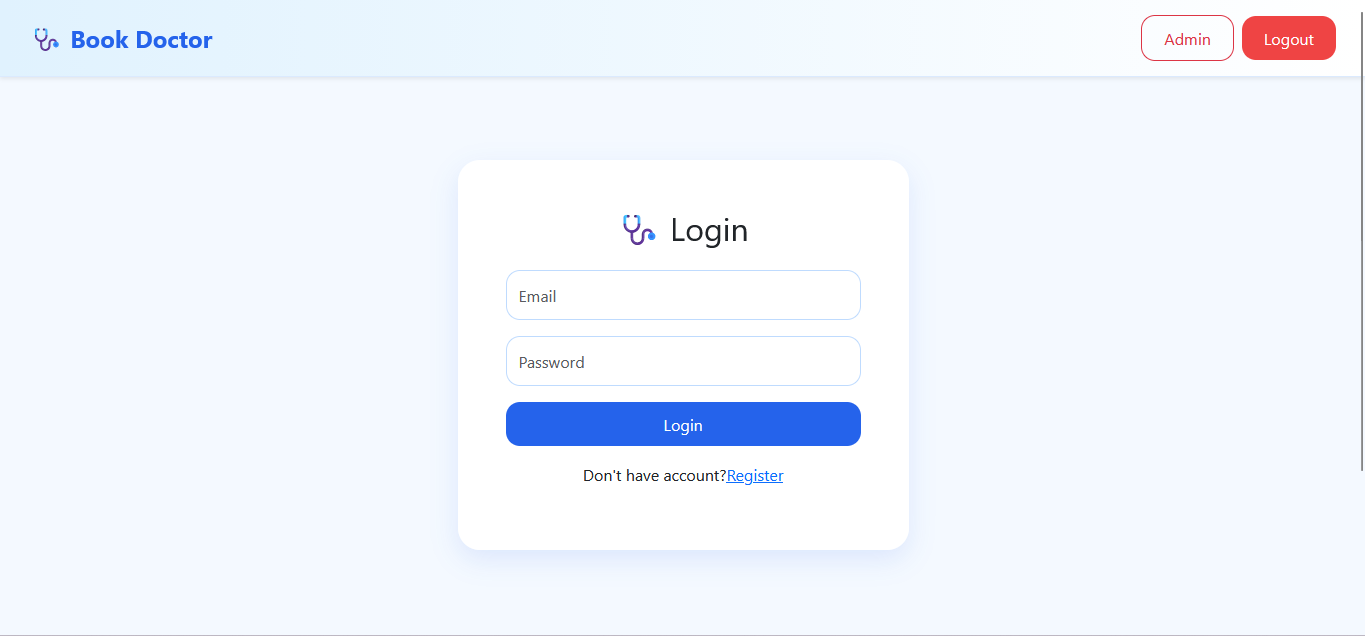 Book Doctor
Admin
Logout
Login
Email
Password
Login
Don't have account?Register